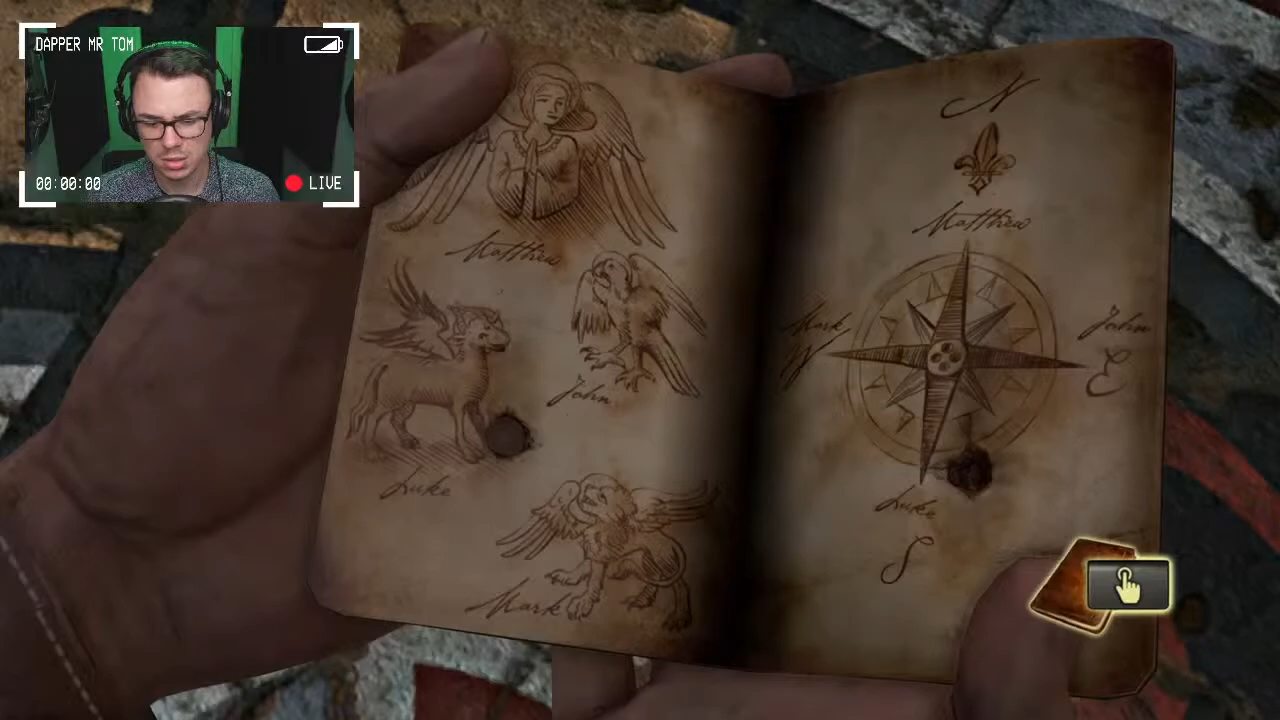 DAPPER MR TOM
00:00:00
LIVE
Matthew
John
Luke
Mark
N
Matthew
Mark
W
John
E
Luke
S